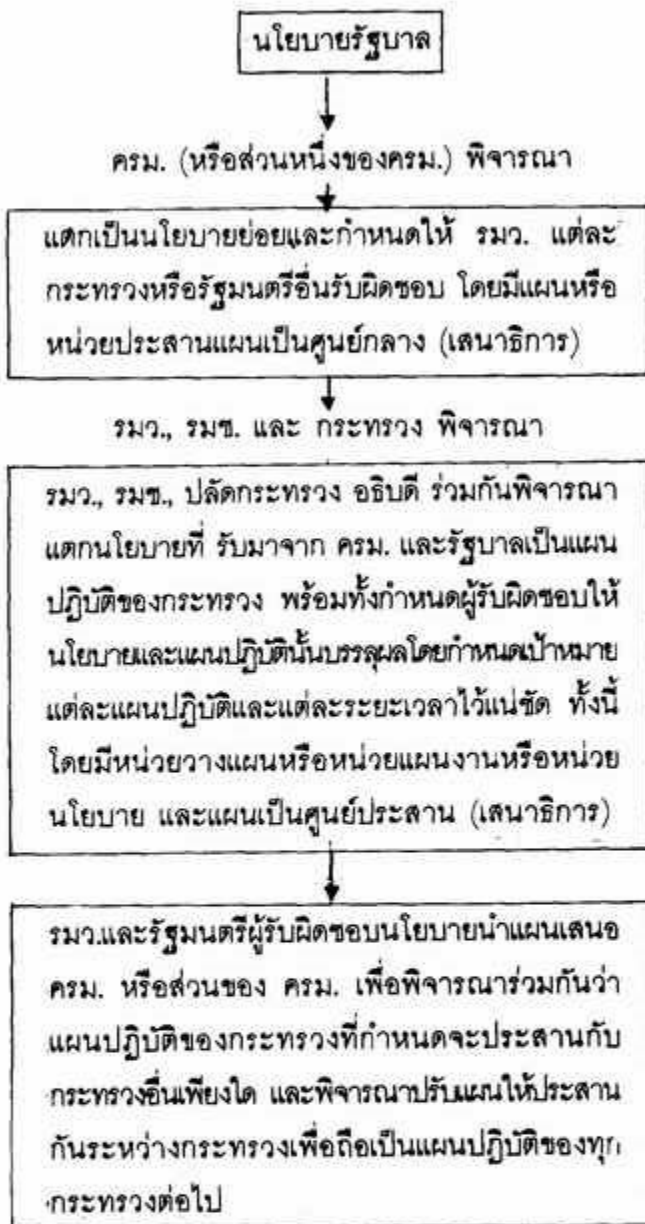 นโยบายรัฐบาล
ครม. (หรือส่วนหนึ่งของครม.) พิจารณา
แตกเป็นนโยบายย่อยและกำหนดให้ รมว. แต่ละ
กระทรวงหรือรัฐมนตรีอื่นรับผิดชอบ โดยมีแผนหรือ
หน่วยประสานแผนเป็นศูนย์กลาง (เสนาธิการ)
รมว., รมช. และ กระทรวง พิจารณา
รมว., รมช., ปลัดกระทรวง อธิบดี ร่วมกันพิจารณา
แตกนโยบายที่ รับมาจาก ครม. และรัฐบาลเป็นแผน
ปฏิบัติของกระทรวง พร้อมทั้งกำหนดผู้รับผิดชอบให้
นโยบายและแผนปฏิบัตินั้นบรรลุผลโดยกำหนดเป้าหมาย
แต่ละแผนปฏิบัติและแต่ละระยะเวลาไว้แน่ชัด ทั้งนี้
โดยมีหน่วยวางแผนหรือหน่วยแผนงานหรือหน่วย
นโยบาย และแผนเป็นศูนย์ประสาน (เสนาธิการ)
รมว.และรัฐมนตรีผู้รับผิดชอบนโยบายนำแผนเสนอ
ครม. หรือส่วนของ ครม. เพื่อพิจารณาร่วมกันว่า
แผนปฏิบัติของกระทรวงที่กำหนดจะประสานกับ
กระทรวงอื่นเพียงใด และพิจารณาปรับแผนให้ประสาน
กันระหว่างกระทรวงเพื่อถือเป็นแผนปฏิบัติของทุก
กระทรวงต่อไป